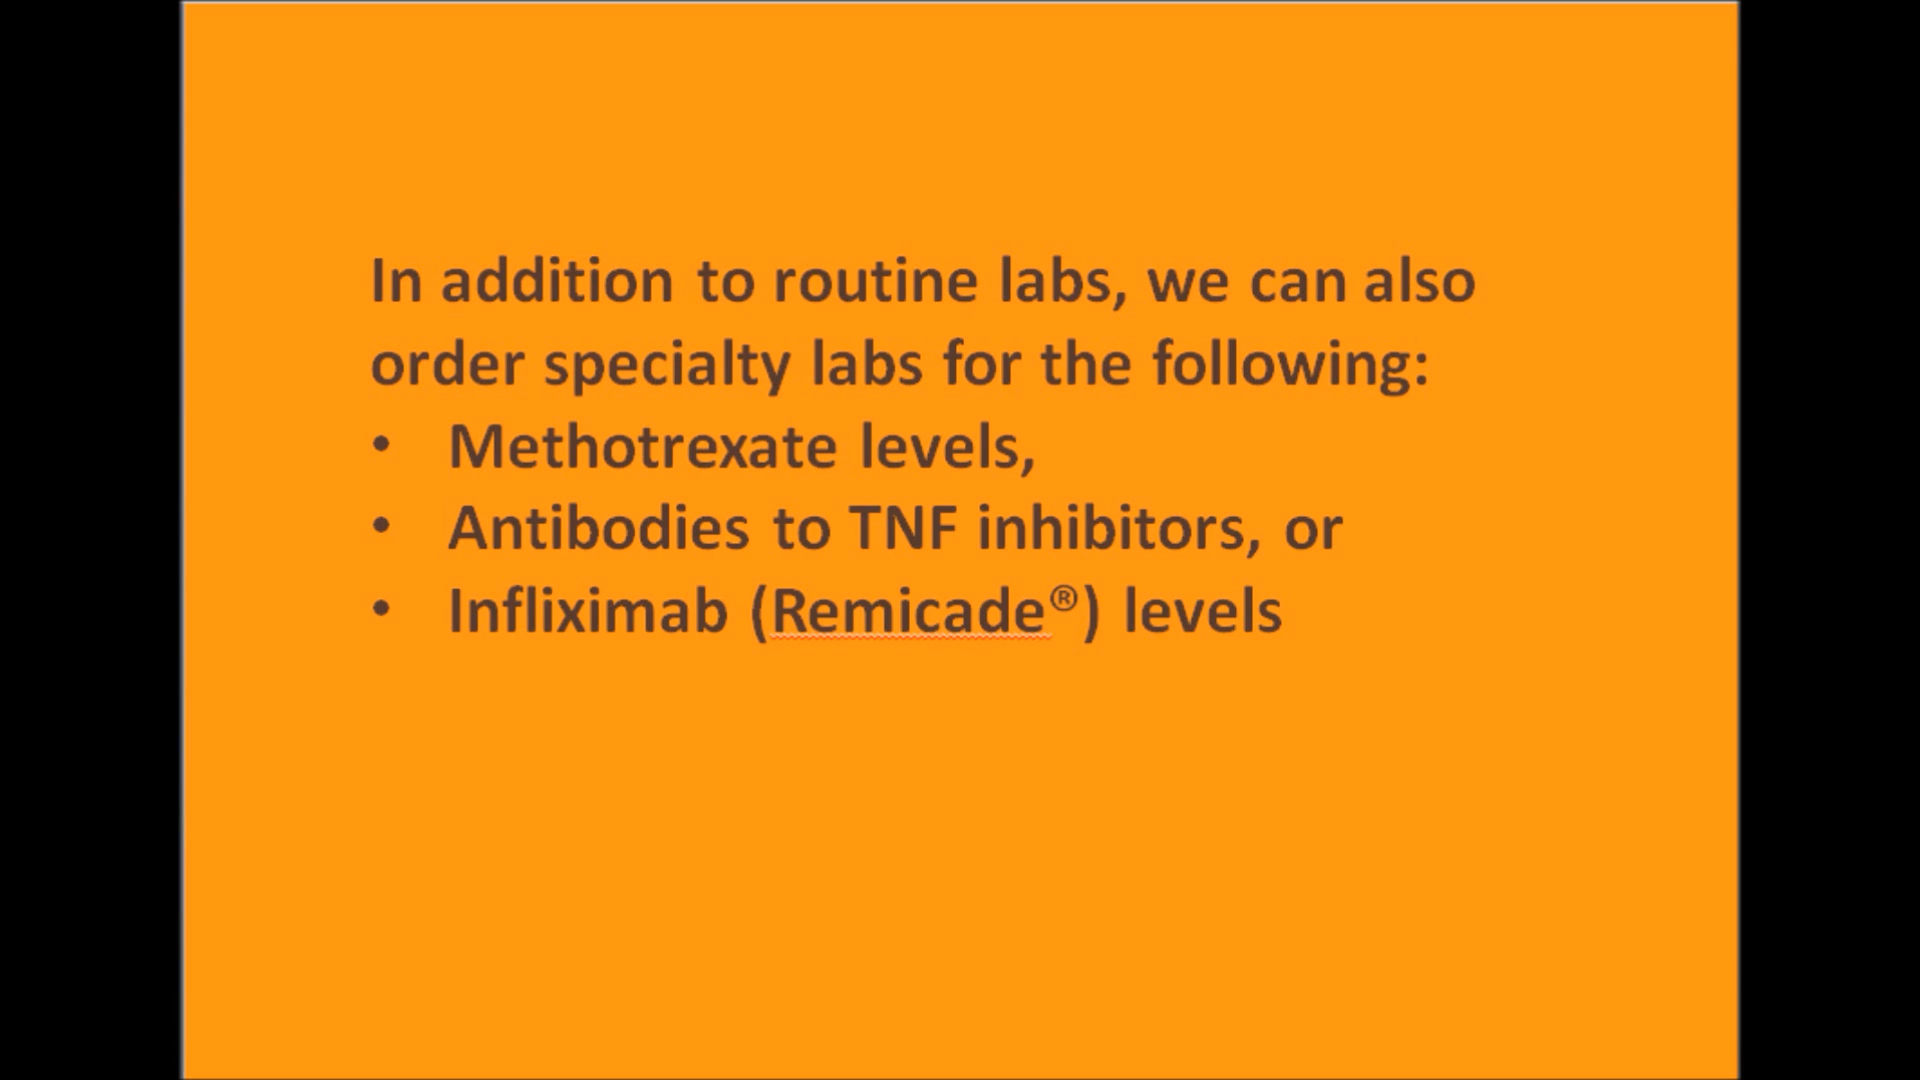 In addition to routine labs, we can also
order specialty labs for the following:
• Methotrexate levels,
• Antibodies to TNF inhibitors, or
• Infliximab (Remicade®) levels